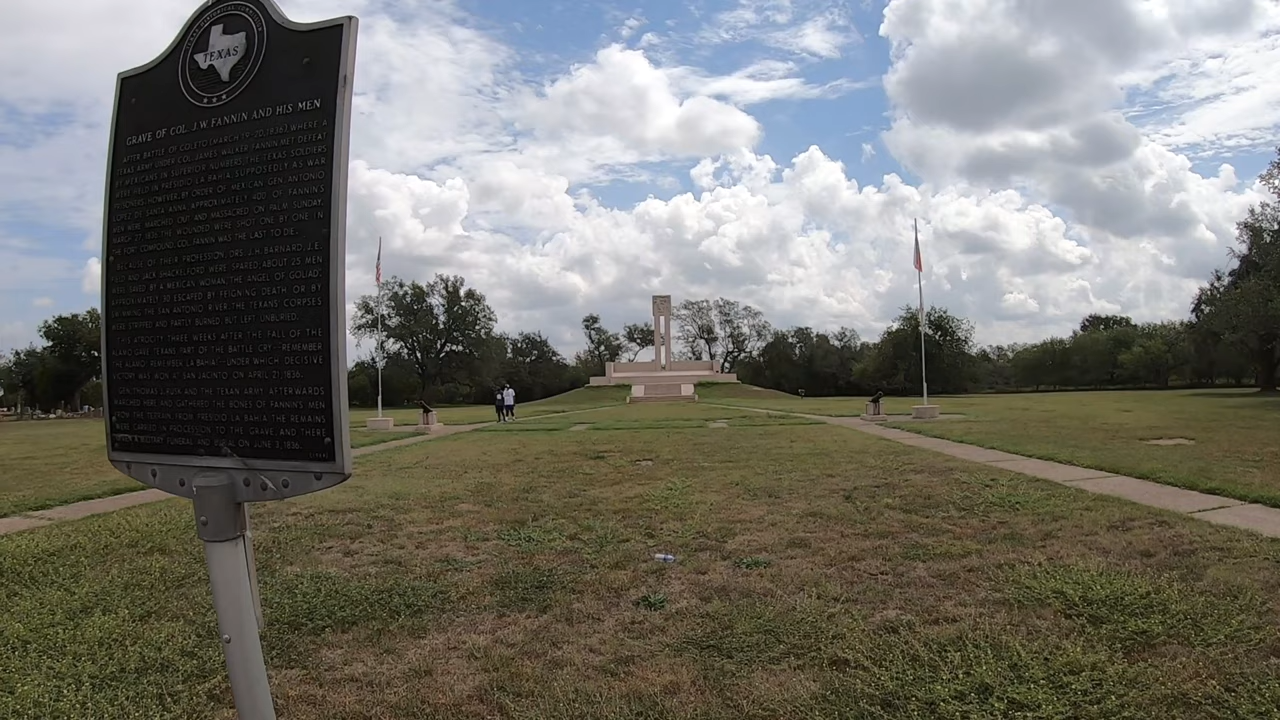 TEXAS HISTORICAL COMMISSION
TEXAS
GRAVE OF COL. J. W. FANNIN AND HIS MEN
AFTER BATTLE OF COLETO (MARCH 19-20, 1836), WHERE A
TEXAS ARMY UNDER COL. JAMES WALKER FANNIN MET DEFEAT
BY MEXICANS IN SUPERIOR NUMBERS, THE TEXAS SOLDIERS
WERE HELD IN PRESIDIO LA BAHIA, SUPPOSEDLY AS WAR
PRISONERS. HOWEVER, BY ORDER OF MEXICAN GEN. ANTONIO
LOPEZ DE SANTA ANNA, APPROXIMATELY 400 OF FANNIN'S
MEN WERE MARCHED OUT AND MASSACRED ON PALM SUNDAY,
MARCH 27, 1836. THE WOUNDED WERE SHOT ONE BY ONE IN
THE FORT COMPOUND. COL. FANNIN WAS THE LAST TO DIE.
BECAUSE OF THEIR PROFESSION, DRS. J. H. BARNARD, J. E.
AND JACK SHACKELFORD WERE SPARED; ABOUT 25 MEN
WERE SAVED BY A MEXICAN WOMAN, "THE ANGEL OF GOLIAD".
APPROXIMATELY 30 ESCAPED BY FEIGNING DEATH OR BY
SWIMMING THE SAN ANTONIO RIVER. THE TEXANS' CORPSES
WERE STRIPPED AND PARTLY BURNED, BUT LEFT UNBURIED.
THIS ATROCITY THREE WEEKS AFTER THE FALL OF THE
ALAMO GAVE TEXANS PART OF THE BATTLE CRY--"REMEMBER
THE ALAMO! REMEMBER LA BAHIA!"--UNDER WHICH DECISIVE
VICTORY WAS WON AT SAN JACINTO ON APRIL 21, 1836.
GEN. THOMAS J. RUSK AND THE TEXAS ARMY AFTERWARDS
MARCHED HERE AND GATHERED THE BONES OF FANNIN'S MEN
FROM THE TERRAIN. FROM PRESIDIO LA BAHIA, THE REMAINS
WERE CARRIED IN PROCESSION TO THE GRAVE, AND THERE
GIVEN A MILITARY FUNERAL AND BURIAL ON JUNE 3, 1836.